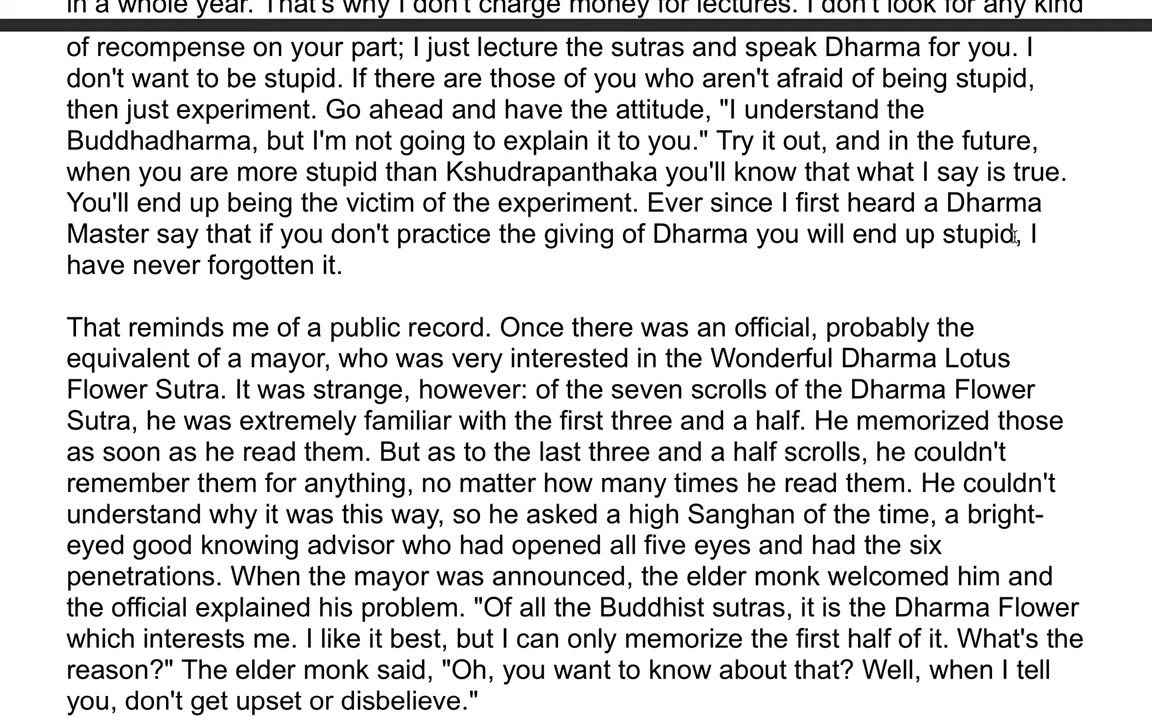 in a whole year. That's why I don't charge money for lectures. I don't look for any kind
of recompense on your part; I just lecture the sutras and speak Dharma for you. I
don't want to be stupid. If there are those of you who aren't afraid of being stupid,
then just experiment. Go ahead and have the attitude, "I understand the
Buddhadharma, but I'm not going to explain it to you." Try it out, and in the future,
when you are more stupid than Kshudrapanthaka you'll know that what I say is true.
You'll end up being the victim of the experiment. Ever since I first heard a Dharma
Master say that if you don't practice the giving of Dharma you will end up stupid, I
have never forgotten it.
That reminds me of a public record. Once there was an official, probably the
equivalent of a mayor, who was very interested in the Wonderful Dharma Lotus
Flower Sutra. It was strange, however: of the seven scrolls of the Dharma Flower
Sutra, he was extremely familiar with the first three and a half. He memorized those
as soon as he read them. But as to the last three and a half scrolls, he couldn't
remember them for anything, no matter how many times he read them. He couldn't
understand why it was this way, so he asked a high Sanghan of the time, a bright-
eyed good knowing advisor who had opened all five eyes and had the six
penetrations. When the mayor was announced, the elder monk welcomed him and
the official explained his problem. "Of all the Buddhist sutras, it is the Dharma Flower
which interests me. I like it best, but I can only memorize the first half of it. What's the
reason?" The elder monk said, "Oh, you want to know about that? Well, when I tell
you, don't get upset or disbelieve."